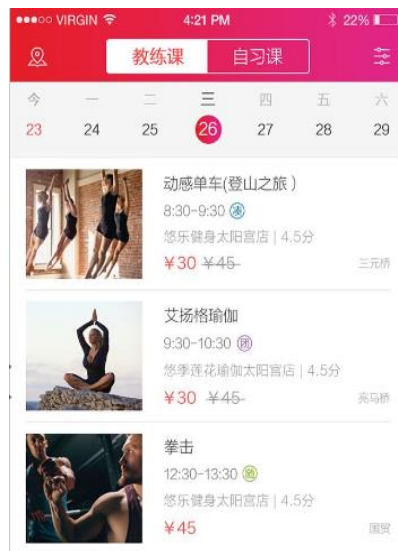 VIRGIN 4:21 PM 22%
教练课 自习课
今 一 二 三 四 五 六
23 24 25 26 27 28 29
动感单车(登山之旅）
8:30-9:30
悠乐健身太阳宫店 | 4.5分
¥30 ¥45 三元桥
艾扬格瑜伽
9:30-10:30 团
悠季莲花瑜伽太阳宫店 | 4.5分
¥30 ¥45 亮马桥
拳击
12:30-13:30
悠乐健身太阳宫店 | 4.5分
¥45 国贸